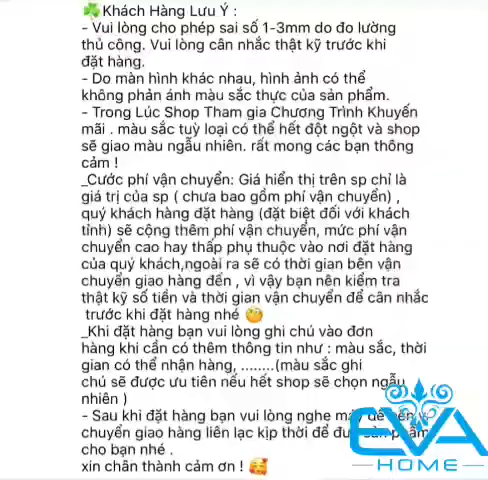 ☘️Khách Hàng Lưu Ý :
- Vui lòng cho phép sai số 1-3mm do đo lường
thủ công. Vui lòng cân nhắc thật kỹ trước khi
đặt hàng.
- Do màn hình khác nhau, hình ảnh có thể
không phản ánh màu sắc thực của sản phẩm.
- Trong Lúc Shop Tham gia Chương Trình Khuyến
mãi . màu sắc tuỳ loại có thể hết đột ngột và shop
sẽ giao màu ngẫu nhiên. rất mong các bạn thông
cảm !
_Cước phí vận chuyển: Giá hiển thị trên sp chỉ là
giá trị của sp ( chưa bao gồm phí vận chuyển) ,
quý khách hàng đặt hàng (đặt biệt đối với khách
tỉnh) sẽ cộng thêm phí vận chuyển, mức phí vận
chuyển cao hay thấp phụ thuộc vào nơi đặt hàng
của quý khách,ngoài ra sẽ có thời gian bên vận
chuyển giao hàng đến , vì vậy bạn nên kiểm tra
thật kỹ số tiền và thời gian vận chuyển để cân nhắc
trước khi đặt hàng nhé 🧐
_Khi đặt hàng bạn vui lòng ghi chú vào đơn
hàng khi cần có thêm thông tin như : màu sắc, thời
gian có thể nhận hàng, ........(màu sắc ghi
chú sẽ được ưu tiên nếu hết shop sẽ chọn ngẫu
nhiên )
- Sau khi đặt hàng bạn vui lòng nghe máy để bên
chuyển giao hàng liên lạc kịp thời để đưa sản phẩm
cho bạn nhé .
xin chân thành cảm ơn ! 🥰
EVA
HOME